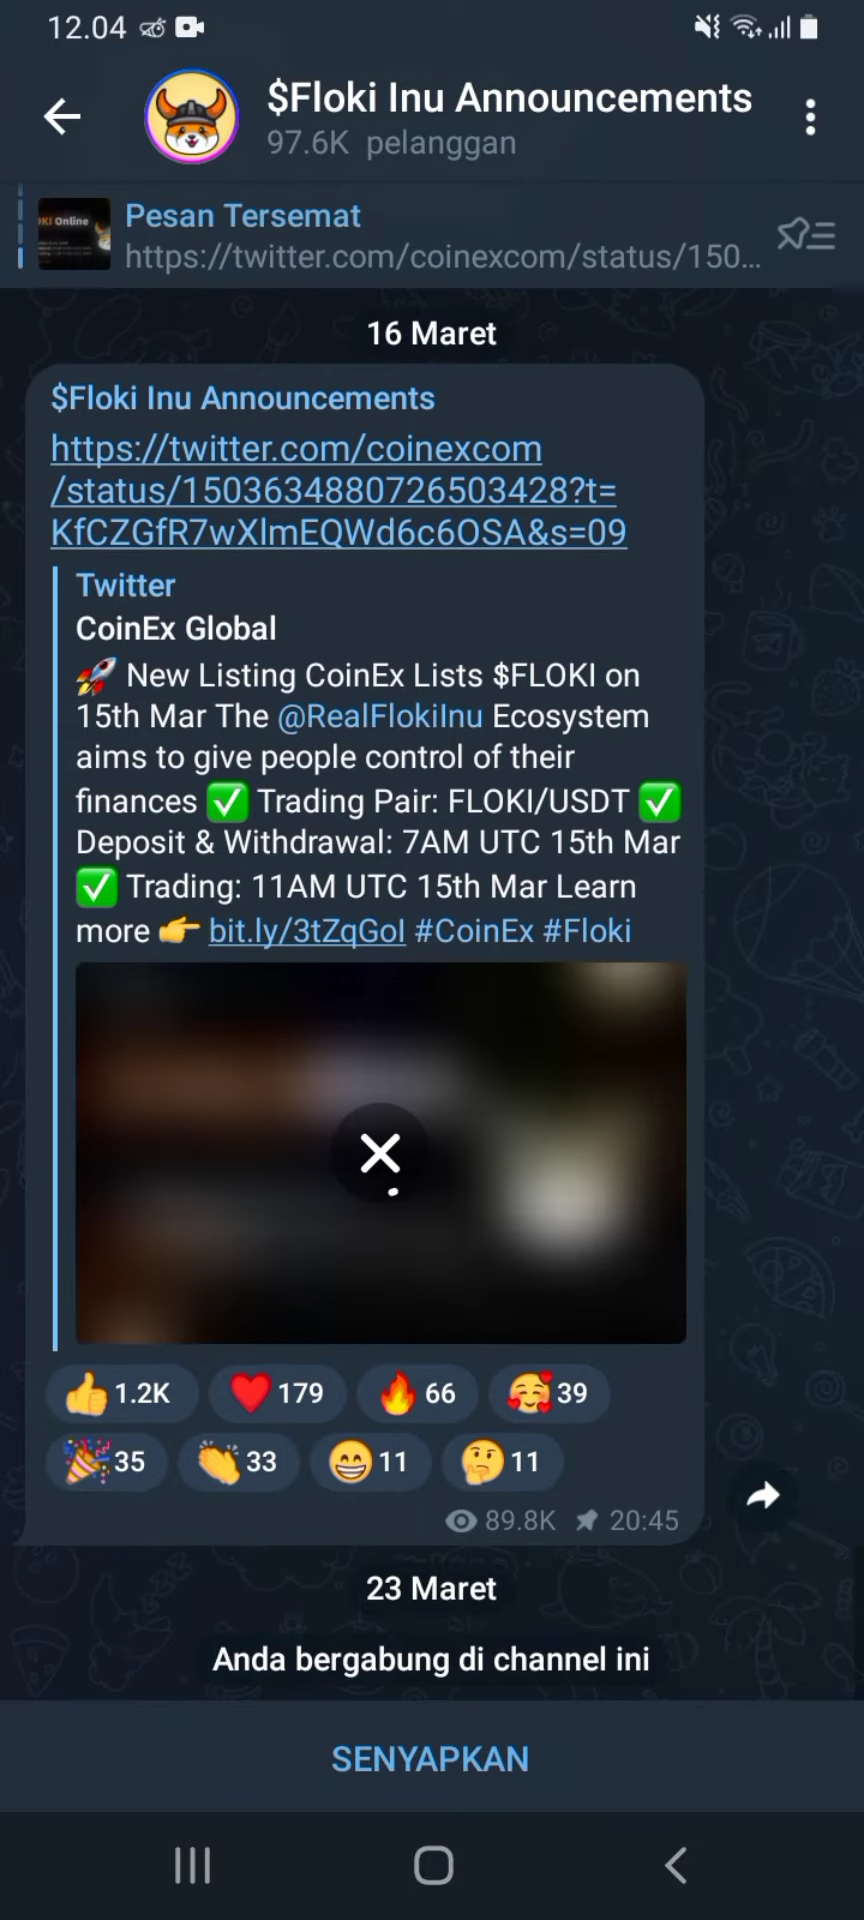 12.04
$Floki Inu Announcements
97.6K pelanggan
KI Online
Pesan Tersemat
https://twitter.com/coinexcom/status/150...
16 Maret
$Floki Inu Announcements
https://twitter.com/coinexcom
/status/1503634880726503428?t=
KfCZGfR7wXlmEQWd6c6OSA&s=09
Twitter
CoinEx Global
🚀 New Listing CoinEx Lists $FLOKI on
15th Mar The @RealFlokiInu Ecosystem
aims to give people control of their
finances ✅ Trading Pair: FLOKI/USDT ✅
Deposit & Withdrawal: 7AM UTC 15th Mar
✅ Trading: 11AM UTC 15th Mar Learn
more 👉 bit.ly/3tZqGoI #CoinEx #Floki
👍 1.2K ❤️ 179 🔥 66 🥰 39
🎉 35 👏 33 😁 11 🤔 11
89.8K 20:45
23 Maret
Anda bergabung di channel ini
SENYAPKAN